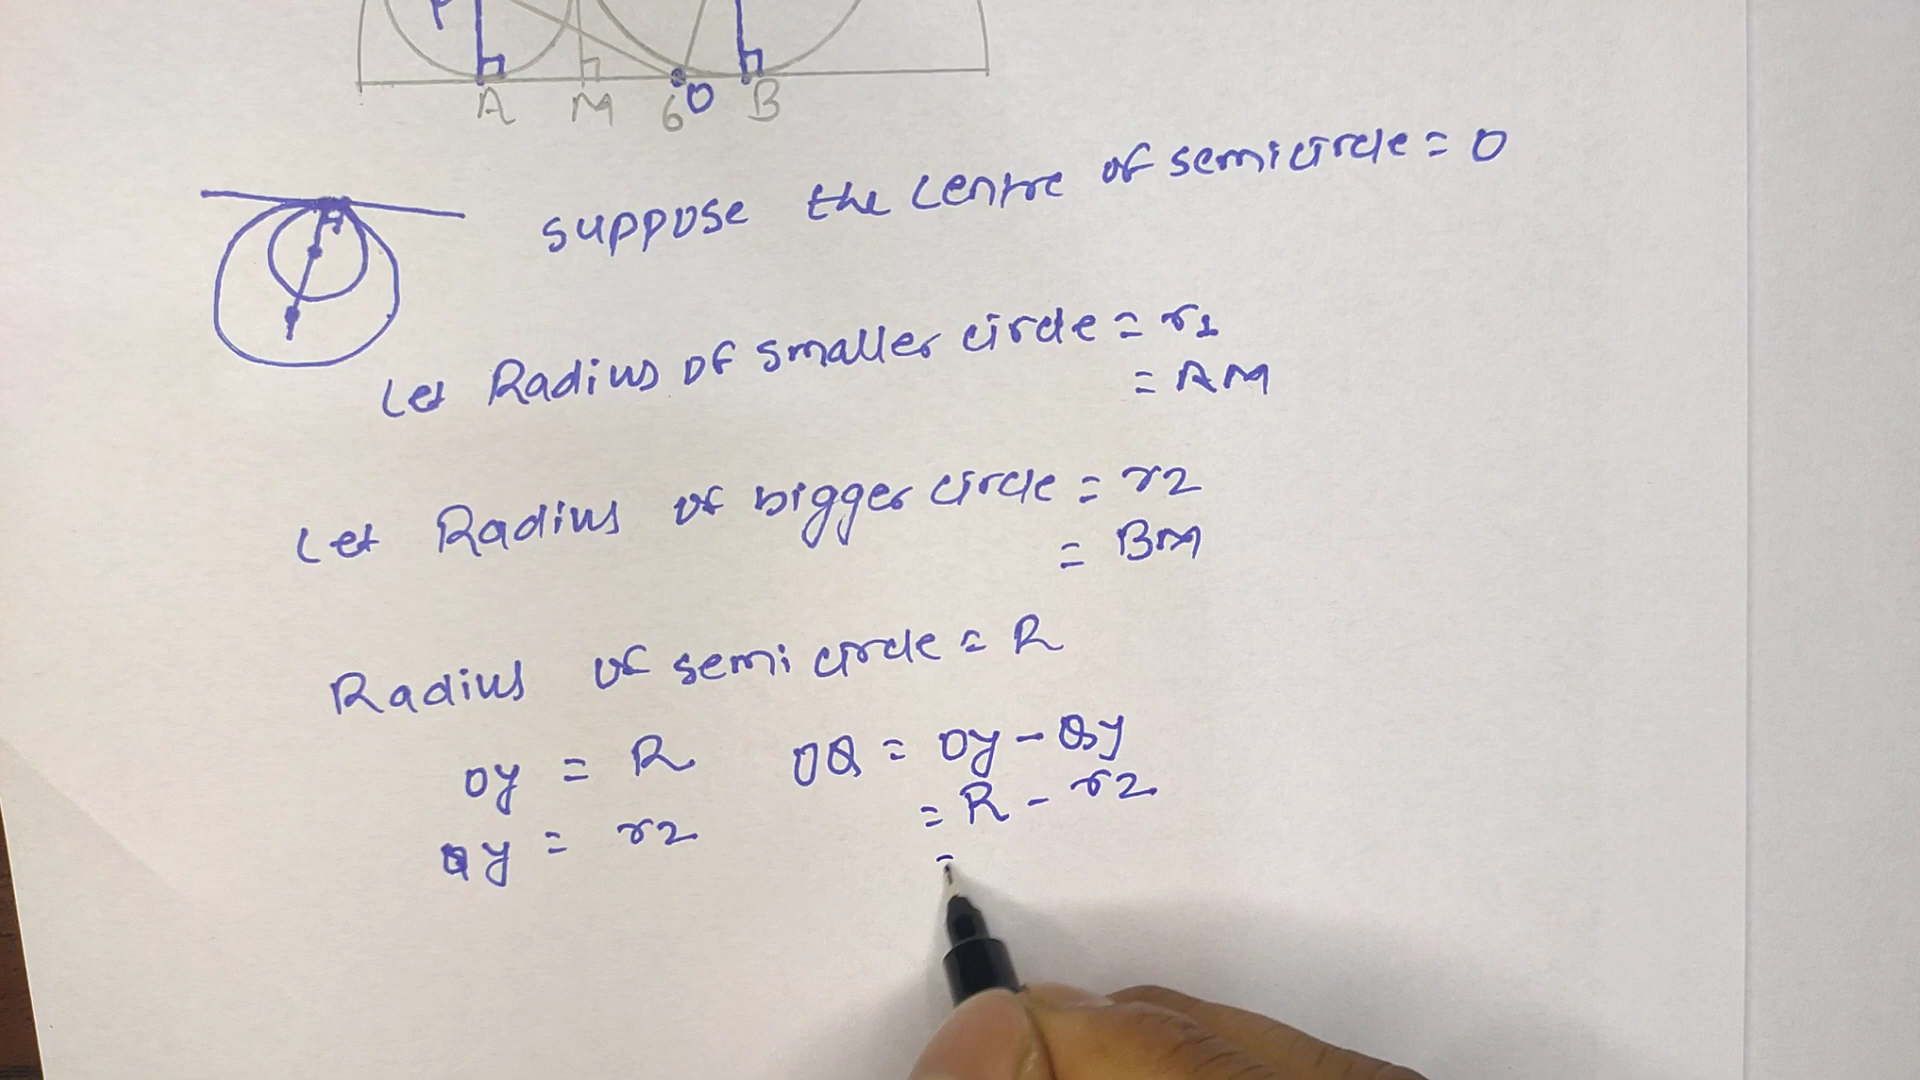 P
A M 6 O B
suppose the centre of semicircle = O
Let Radius of smaller circle = r1
= AM
Let Radius of bigger circle = r2
= BM
Radius of semi circle = R
Oy = R OQ = Oy - Qy
Qy = r2 = R - r2
=